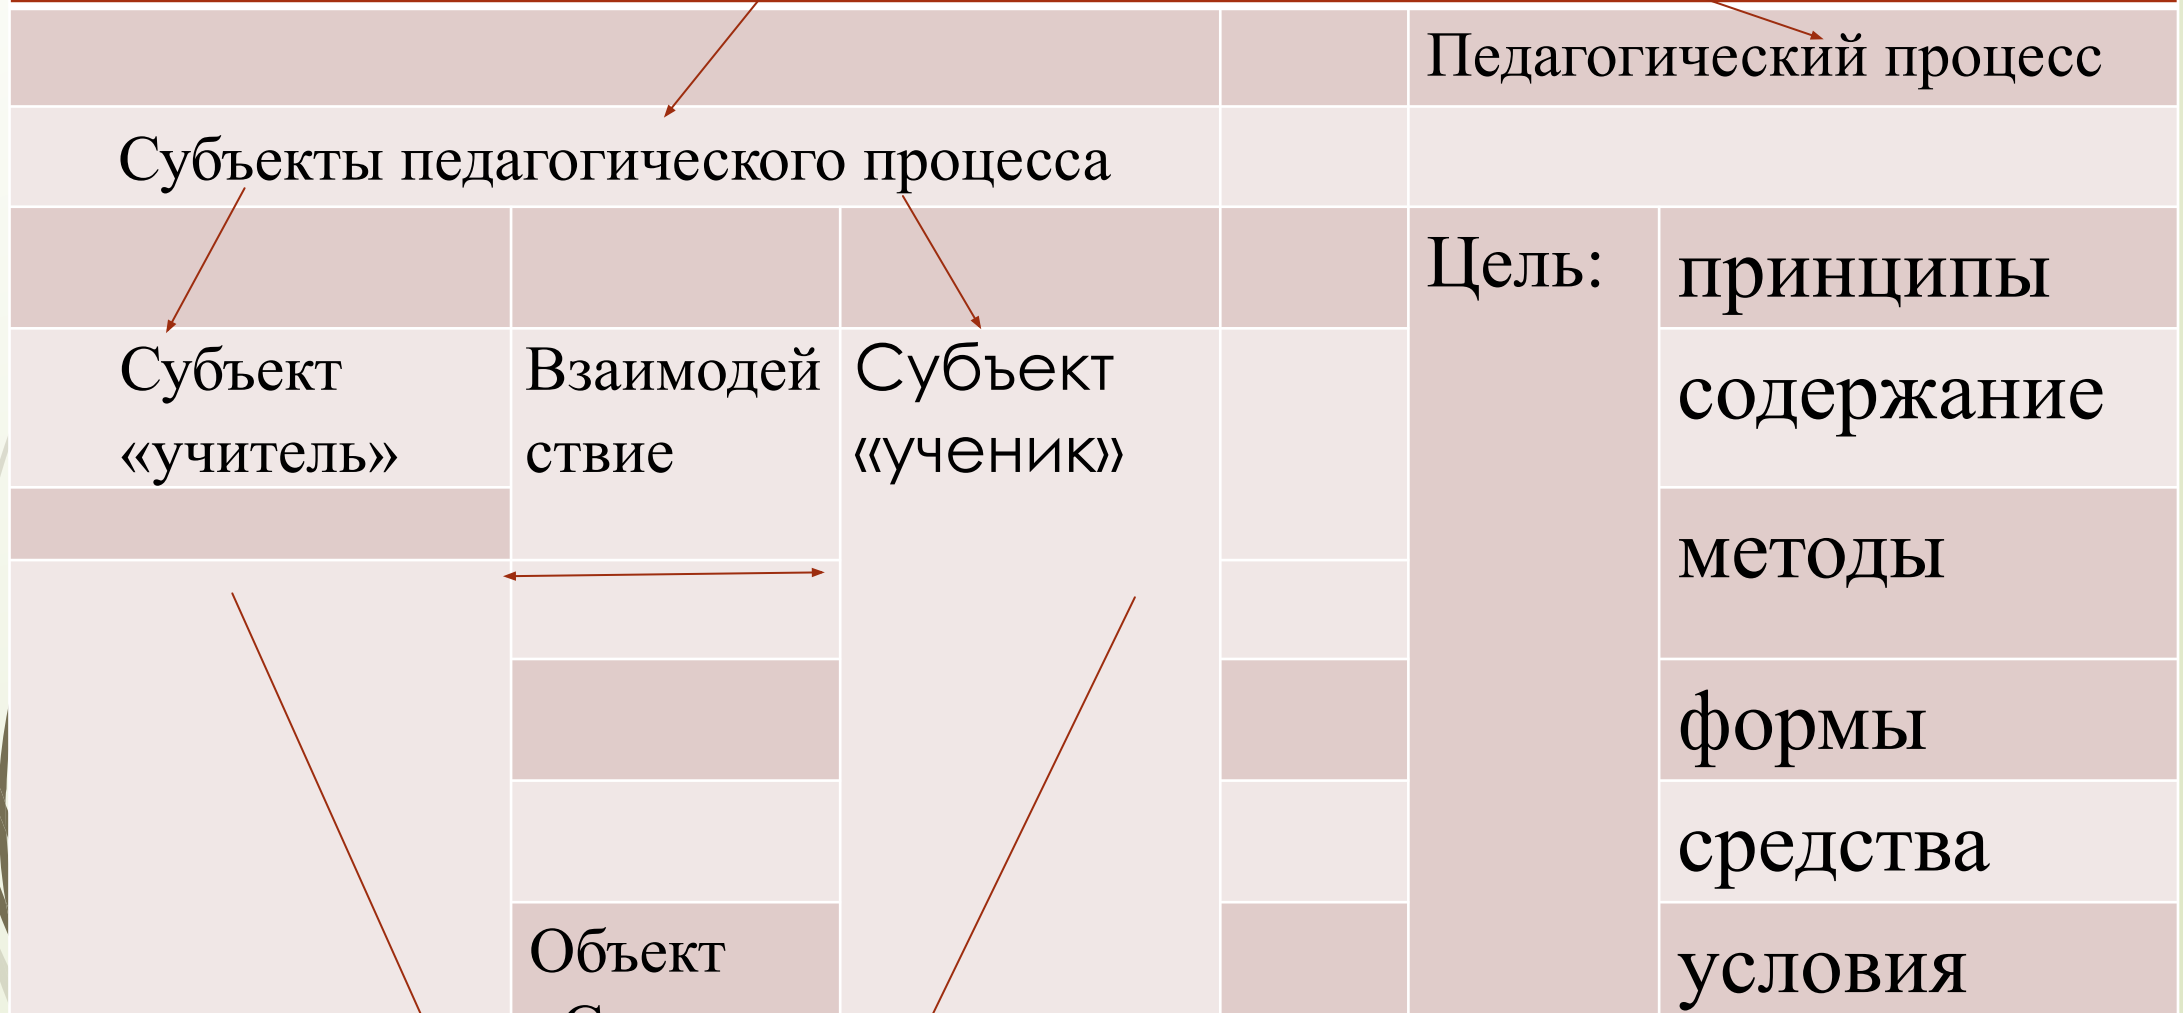 Педагогический процесс
Субъекты педагогического процесса
Цель:
принципы
Субъект
«учитель»
Взаимодей
ствие
Субъект
«ученик»
содержание
методы
формы
средства
Объект
условия